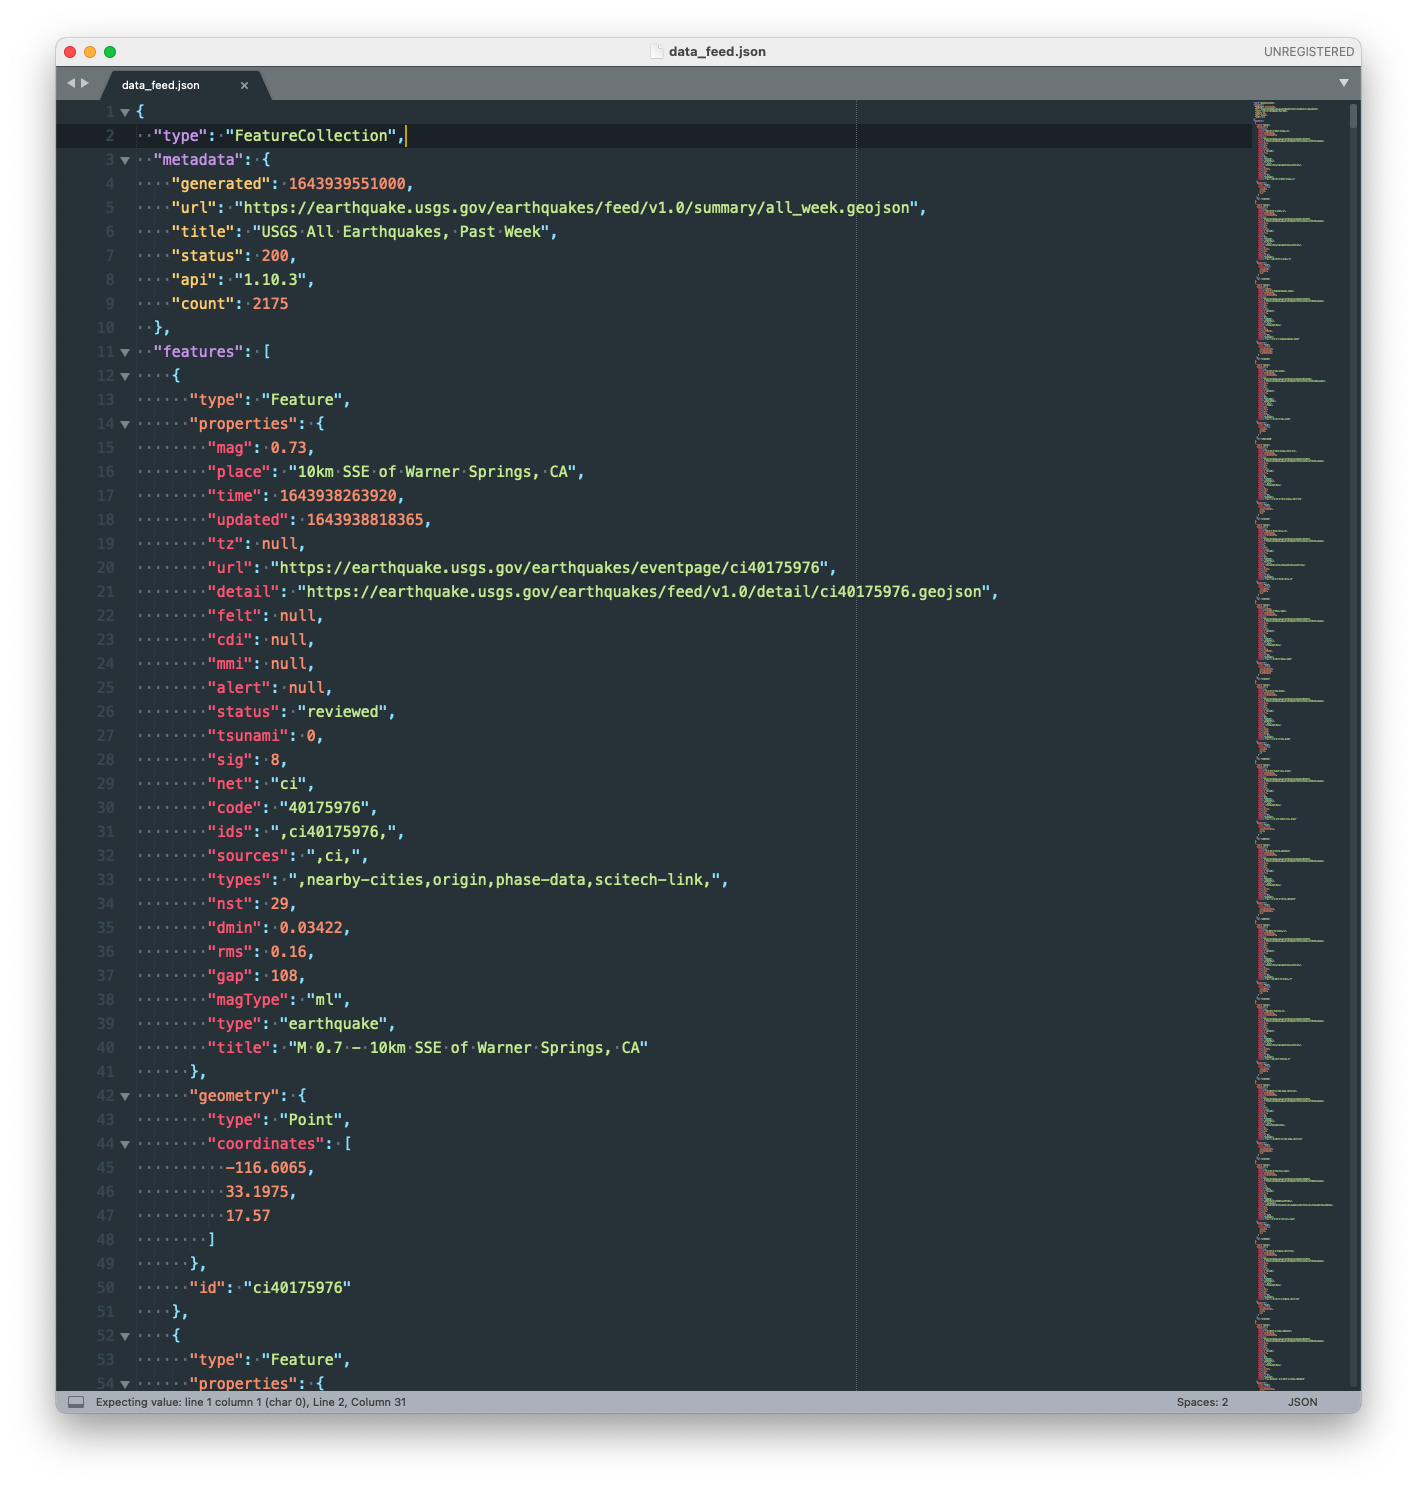 data_feed.json
UNREGISTERED
data_feed.json ×
1 {
2 "type": "FeatureCollection",
3 "metadata": {
4 "generated": 1643939551000,
5 "url": "https://earthquake.usgs.gov/earthquakes/feed/v1.0/summary/all_week.geojson",
6 "title": "USGS All Earthquakes, Past Week",
7 "status": 200,
8 "api": "1.10.3",
9 "count": 2175
10 },
11 "features": [
12 {
13 "type": "Feature",
14 "properties": {
15 "mag": 0.73,
16 "place": "10km SSE of Warner Springs, CA",
17 "time": 1643938263920,
18 "updated": 1643938818365,
19 "tz": null,
20 "url": "https://earthquake.usgs.gov/earthquakes/eventpage/ci40175976",
21 "detail": "https://earthquake.usgs.gov/earthquakes/feed/v1.0/detail/ci40175976.geojson",
22 "felt": null,
23 "cdi": null,
24 "mmi": null,
25 "alert": null,
26 "status": "reviewed",
27 "tsunami": 0,
28 "sig": 8,
29 "net": "ci",
30 "code": "40175976",
31 "ids": ",ci40175976,",
32 "sources": ",ci,",
33 "types": ",nearby-cities,origin,phase-data,scitech-link,",
34 "nst": 29,
35 "dmin": 0.03422,
36 "rms": 0.16,
37 "gap": 108,
38 "magType": "ml",
39 "type": "earthquake",
40 "title": "M 0.7 - 10km SSE of Warner Springs, CA"
41 },
42 "geometry": {
43 "type": "Point",
44 "coordinates": [
45 -116.6065,
46 33.1975,
47 17.57
48 ]
49 },
50 "id": "ci40175976"
51 },
52 {
53 "type": "Feature",
54 "properties": {
Expecting value: line 1 column 1 (char 0), Line 2, Column 31
Spaces: 2
JSON